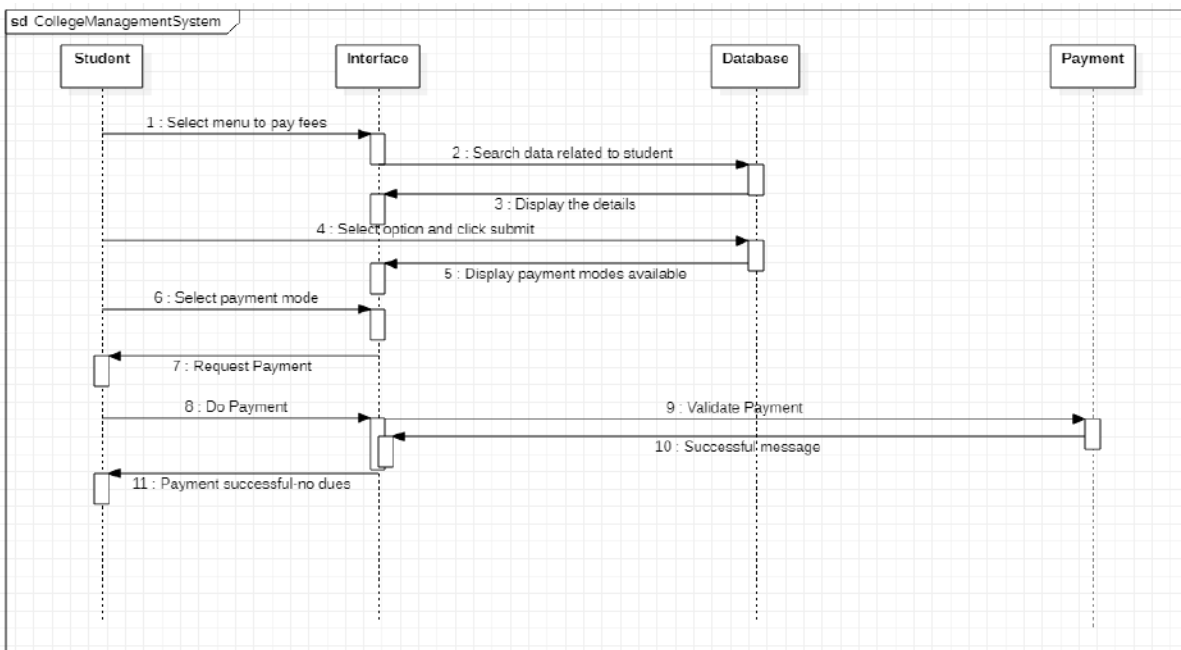 sd CollegeManagementSystem
Student
Interface
Database
Payment
1 : Select menu to pay fees
2 : Search data related to student
3 : Display the details
4 : Select option and click submit
5 : Display payment modes available
6 : Select payment mode
7 : Request Payment
8 : Do Payment
9 : Validate Payment
10 : Successful message
11 : Payment successful-no dues